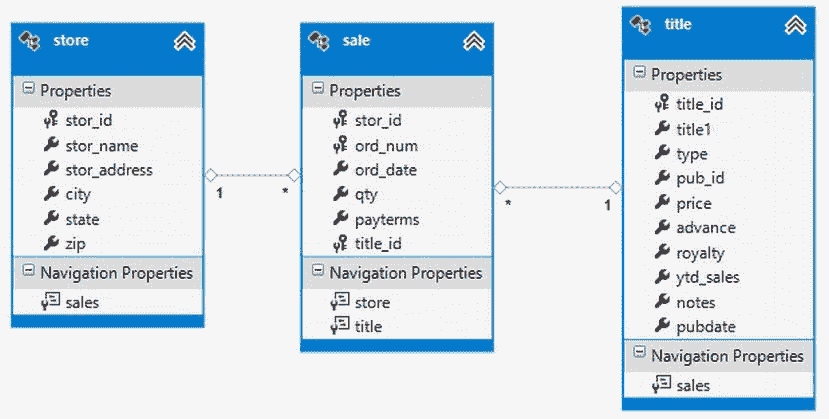 store
Properties
stor_id
stor_name
stor_address
city
state
zip
Navigation Properties
sales
1
*
sale
Properties
stor_id
ord_num
ord_date
qty
payterms
title_id
Navigation Properties
store
title
*
1
title
Properties
title_id
title1
type
pub_id
price
advance
royalty
ytd_sales
notes
pubdate
Navigation Properties
sales